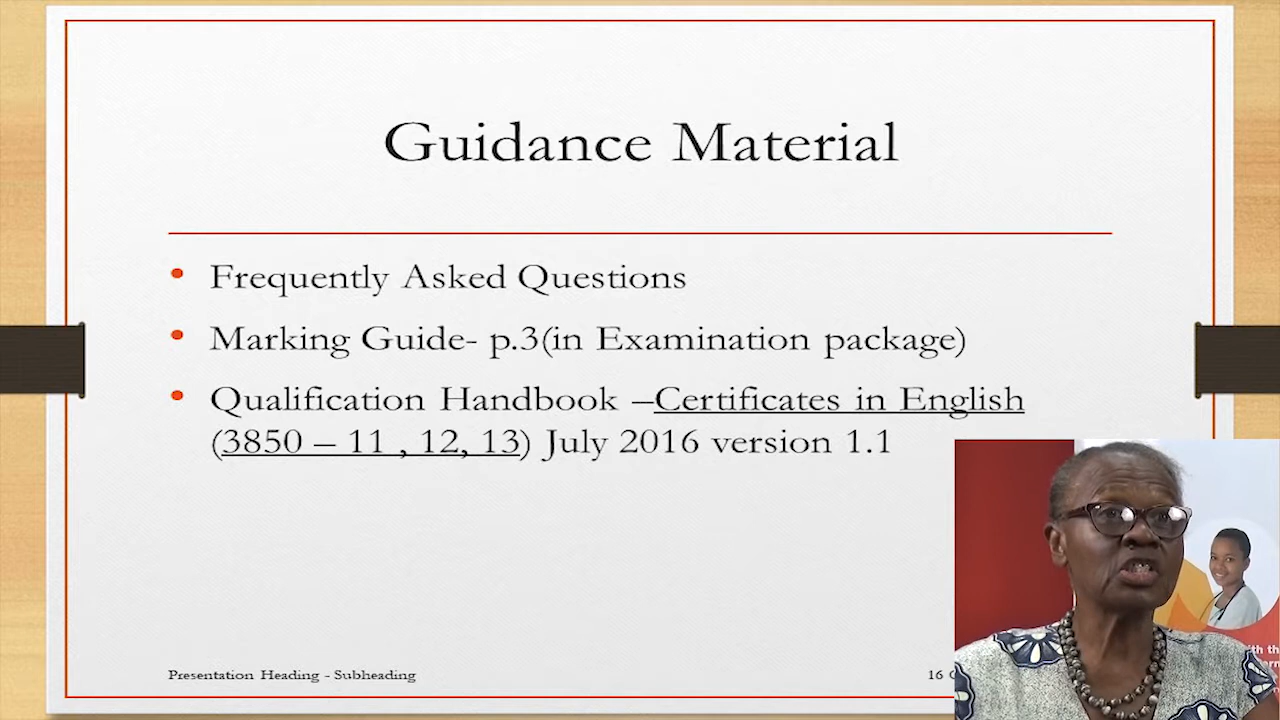 Guidance Material
• Frequently Asked Questions
• Marking Guide- p.3(in Examination package)
• Qualification Handbook –Certificates in English
(3850 – 11 , 12, 13) July 2016 version 1.1
Presentation Heading - Subheading
16